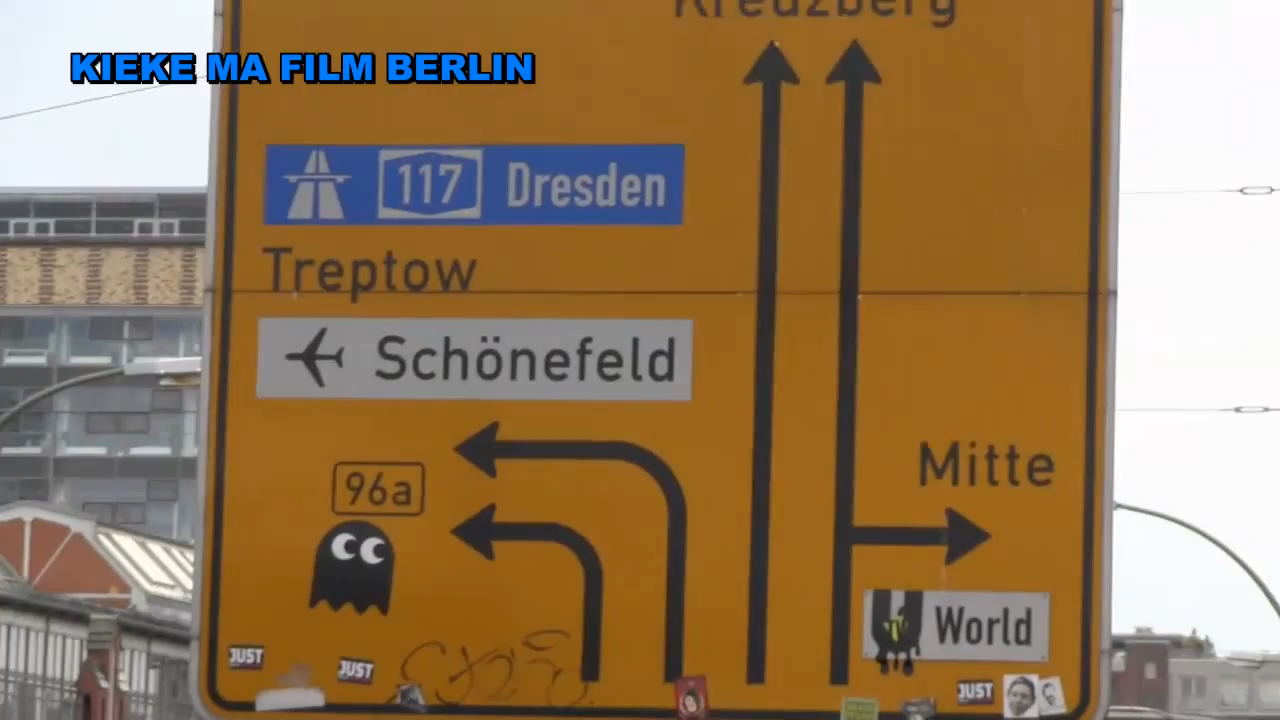 Kreuzberg
KIEKE MA FILM BERLIN
117 Dresden
Treptow
Schönefeld
96a
Mitte
World
JUST
JUST
JUST